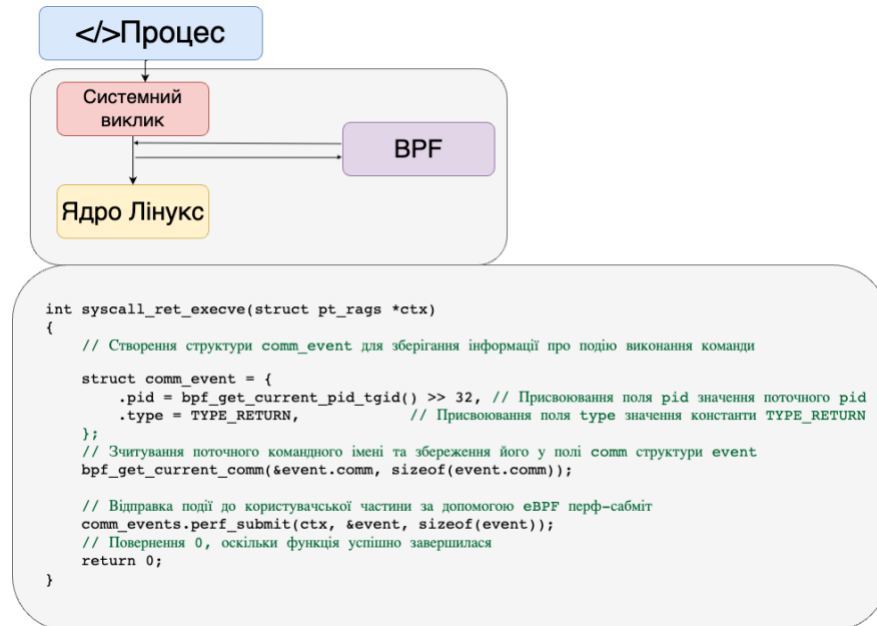 </>Процес
Системний
виклик
BPF
Ядро Лінукс
int syscall_ret_execve(struct pt_rags *ctx)
{
// Створення структури comm_event для зберігання інформації про подію виконання команди
struct comm_event = {
.pid = bpf_get_current_pid_tgid() >> 32, // Присвоювання поля pid значення поточного pid
.type = TYPE_RETURN, // Присвоювання поля type значення константи TYPE_RETURN
};
// Зчитування поточного командного імені та збереження його у полі comm структури event
bpf_get_current_comm(&event.comm, sizeof(event.comm));
// Відправка події до користувачської частини за допомогою eBPF перф-сабміт
comm_events.perf_submit(ctx, &event, sizeof(event));
// Повернення 0, оскільки функція успішно завершилася
return 0;
}